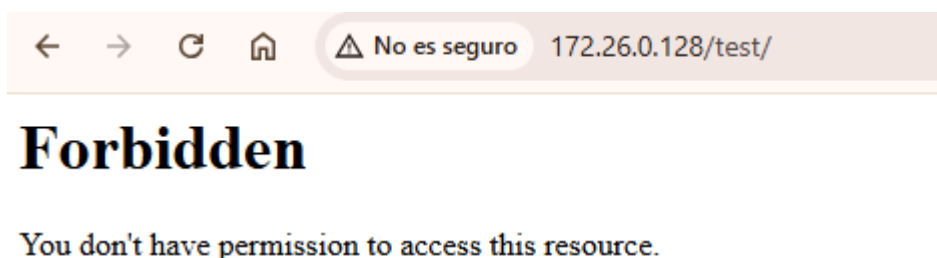 No es seguro 172.26.0.128/test/
Forbidden
You don't have permission to access this resource.